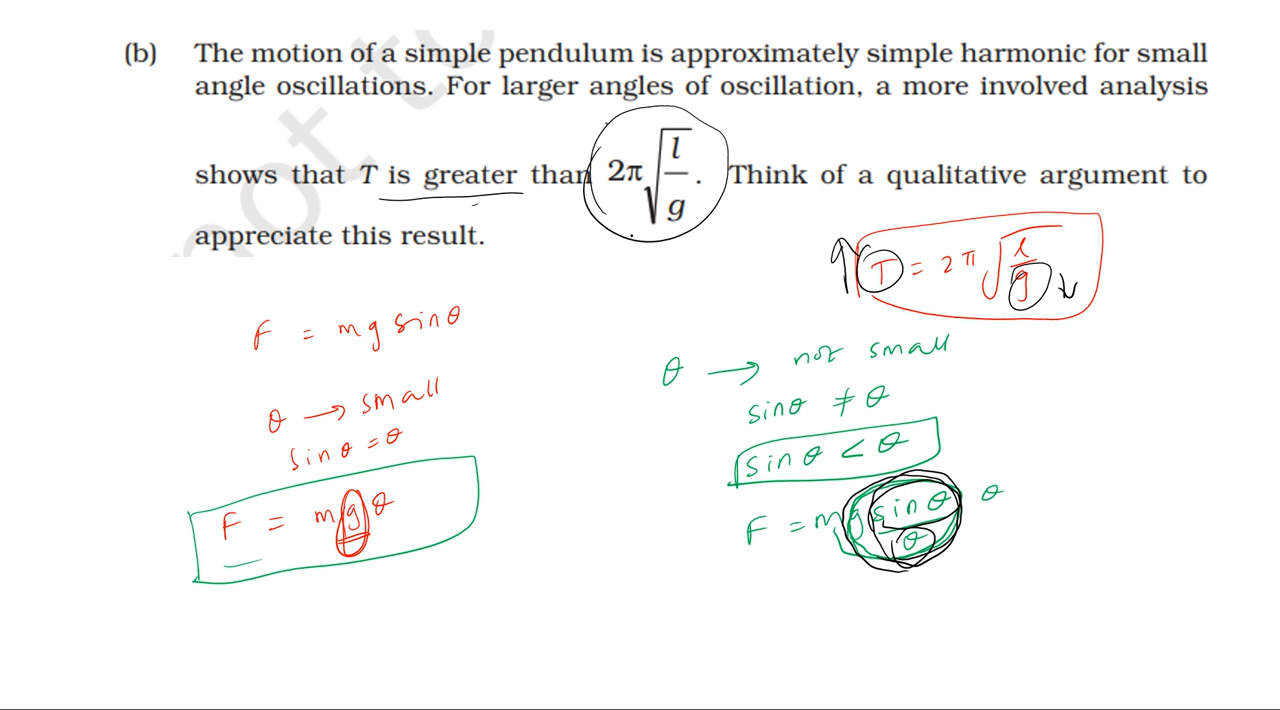 (b) The motion of a simple pendulum is approximately simple harmonic for small
angle oscillations. For larger angles of oscillation, a more involved analysis
shows that T is greater than 2π√(l/g). Think of a qualitative argument to
appreciate this result.
T = 2π√(l/g)
F = mg sinθ
θ → small
sinθ = θ
F = mgθ
θ → not small
sinθ ≠ θ
sinθ < θ
F = mg sinθ/θ θ
not to